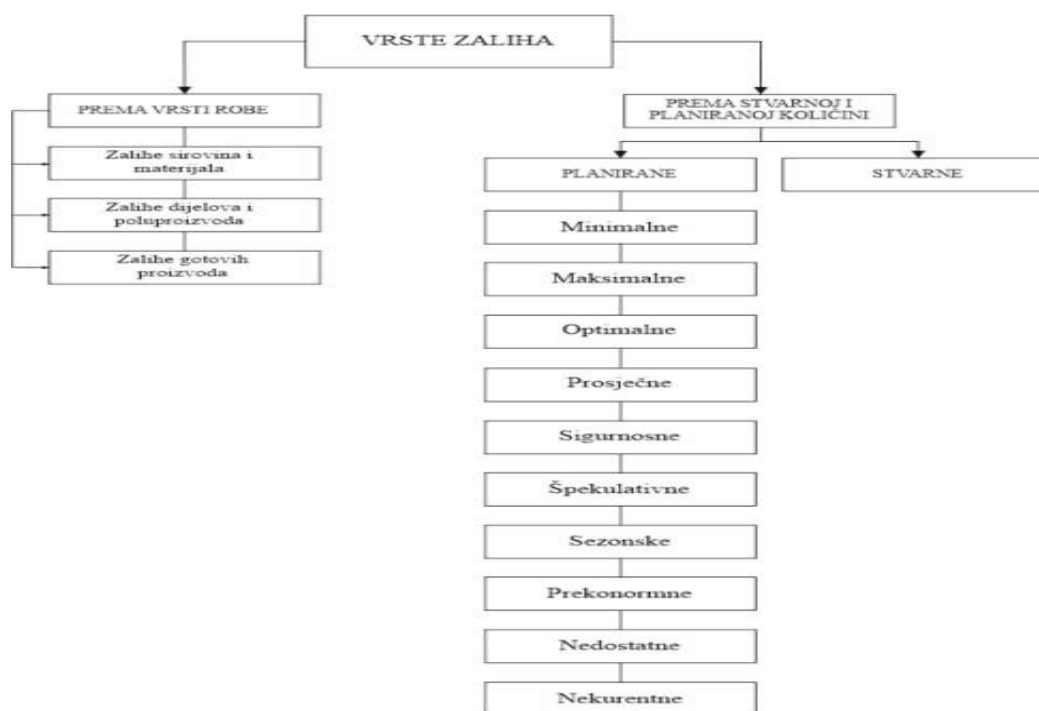 VRSTE ZALIHA
PREMA VRSTI ROBE
Zalihe sirovina i
materijala
Zalihe dijelova i
poluproizvoda
Zalihe gotovih
proizvoda
PREMA STVARNOJ I
PLANIRANOJ KOLIČINI
PLANIRANE
STVARNE
Minimalne
Maksimalne
Optimalne
Prosječne
Sigurnosne
Špekulativne
Sezonske
Prekonormne
Nedostatne
Nekurentne